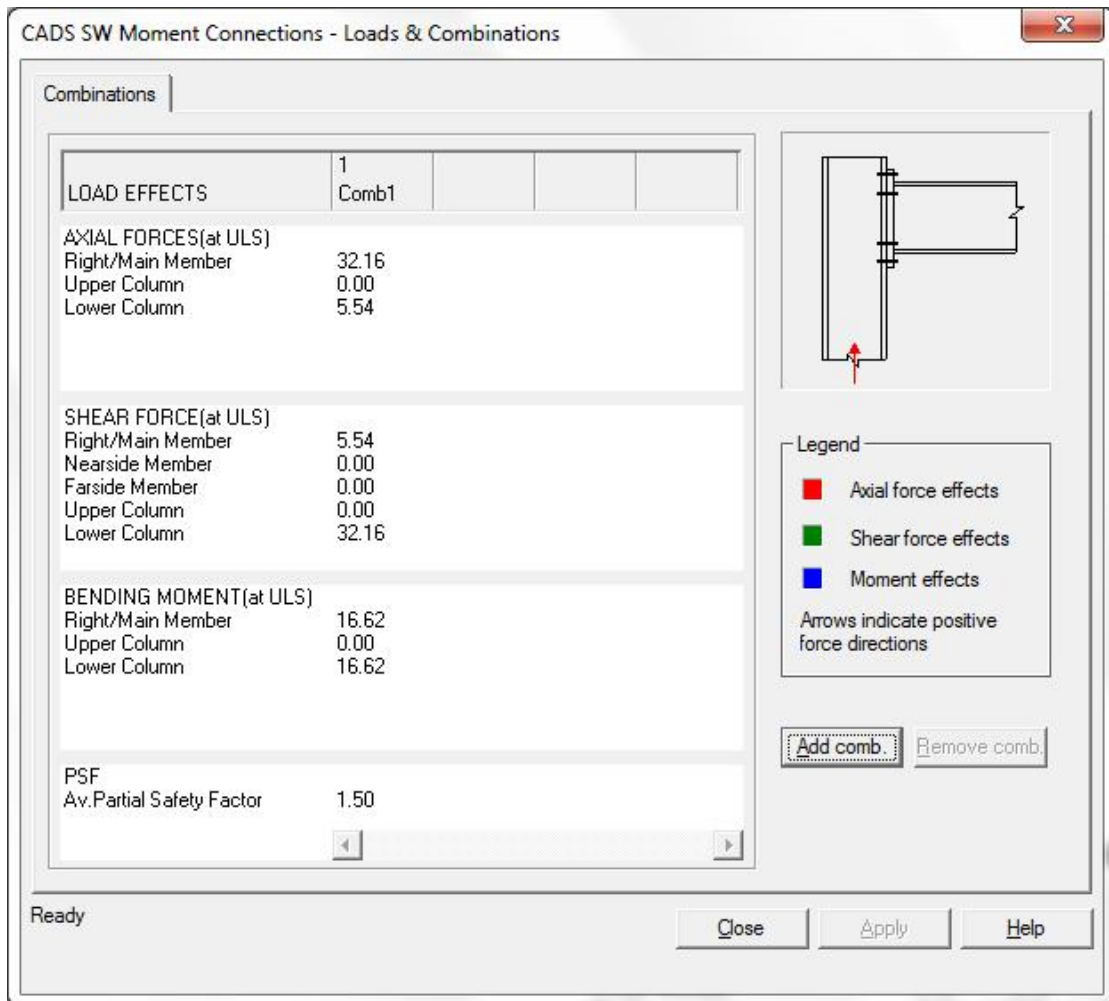 CADS SW Moment Connections - Loads & Combinations
Combinations
1
LOAD EFFECTS Comb1
AXIAL FORCES(at ULS)
Right/Main Member 32.16
Upper Column 0.00
Lower Column 5.54
SHEAR FORCE(at ULS)
Right/Main Member 5.54
Nearside Member 0.00
Farside Member 0.00
Upper Column 0.00
Lower Column 32.16
BENDING MOMENT(at ULS)
Right/Main Member 16.62
Upper Column 0.00
Lower Column 16.62
PSF
Av.Partial Safety Factor 1.50
Legend
Axial force effects
Shear force effects
Moment effects
Arrows indicate positive
force directions
Add comb. Remove comb.
Ready
Close Apply Help